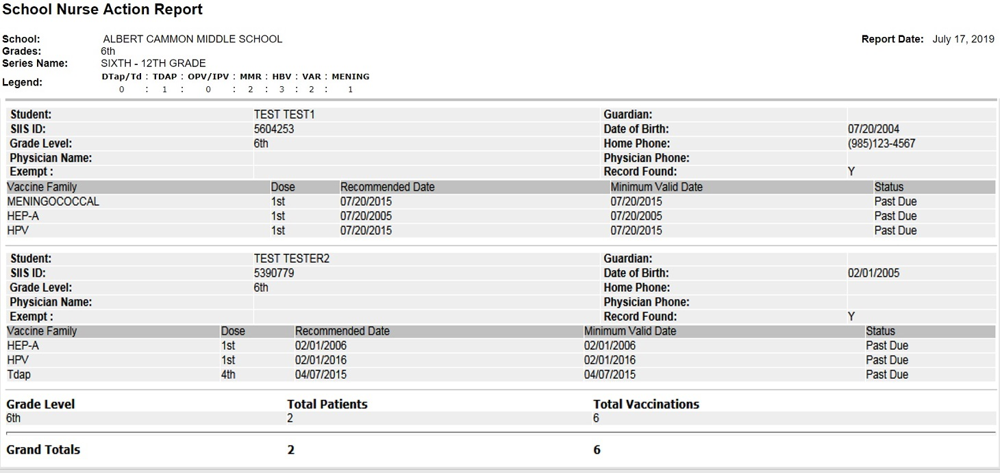 School Nurse Action Report
School: ALBERT CAMMON MIDDLE SCHOOL Report Date: July 17, 2019
Grades: 6th
Series Name: SIXTH - 12TH GRADE
Legend: DTap/Td : TDAP : OPV/IPV : MMR : HBV : VAR : MENING
0 : 1 : 0 : 2 : 3 : 2 : 1
Student: TEST TEST1 Guardian:
SIIS ID: 5604253 Date of Birth: 07/20/2004
Grade Level: 6th Home Phone: (985)123-4567
Physician Name: Physician Phone:
Exempt : Record Found: Y
Vaccine Family Dose Recommended Date Minimum Valid Date Status
MENINGOCOCCAL 1st 07/20/2015 07/20/2015 Past Due
HEP-A 1st 07/20/2005 07/20/2005 Past Due
HPV 1st 07/20/2015 07/20/2015 Past Due
Student: TEST TESTER2 Guardian:
SIIS ID: 5390779 Date of Birth: 02/01/2005
Grade Level: 6th Home Phone:
Physician Name: Physician Phone:
Exempt : Record Found: Y
Vaccine Family Dose Recommended Date Minimum Valid Date Status
HEP-A 1st 02/01/2006 02/01/2006 Past Due
HPV 1st 02/01/2016 02/01/2016 Past Due
Tdap 4th 04/07/2015 04/07/2015 Past Due
Grade Level Total Patients Total Vaccinations
6th 2 6
Grand Totals 2 6